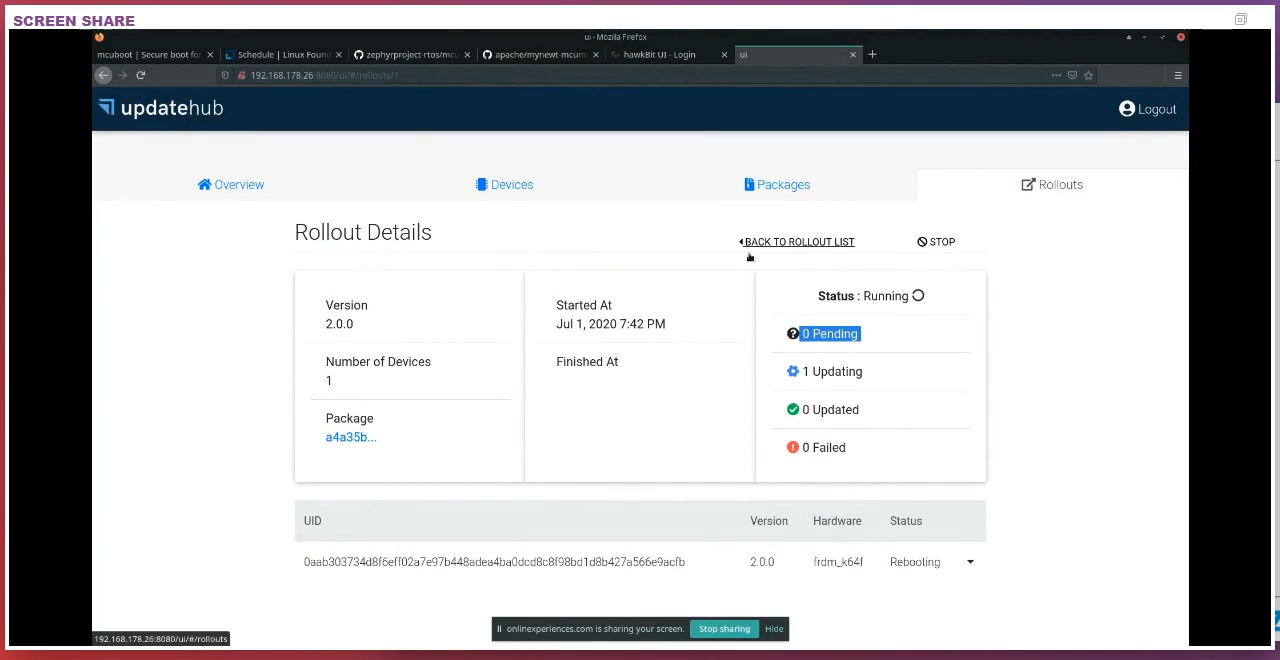 SCREEN SHARE
ui - Mozilla Firefox
mcuboot | Secure boot for
Schedule | Linux Found
zephyrproject-rtos/mcu
apache/mynewt-mcum
hawkBit UI - Login
ui
192.168.178.26:8080/ui/#/rollouts/1
updatehub
Logout
Overview
Devices
Packages
Rollouts
Rollout Details
BACK TO ROLLOUT LIST
STOP
Version
2.0.0
Number of Devices
1
Package
a4a35b...
Started At
Jul 1, 2020 7:42 PM
Finished At
Status : Running
0 Pending
1 Updating
0 Updated
0 Failed
UID Version Hardware Status
0aab303734d8f6eff02a7e97b448adea4ba0dcd8c8f98bd1d8b427a566e9acfb 2.0.0 frdm_k64f Rebooting
onlinexperiences.com is sharing your screen. Stop sharing Hide
192.168.178.26:8080/ui/#/rollouts